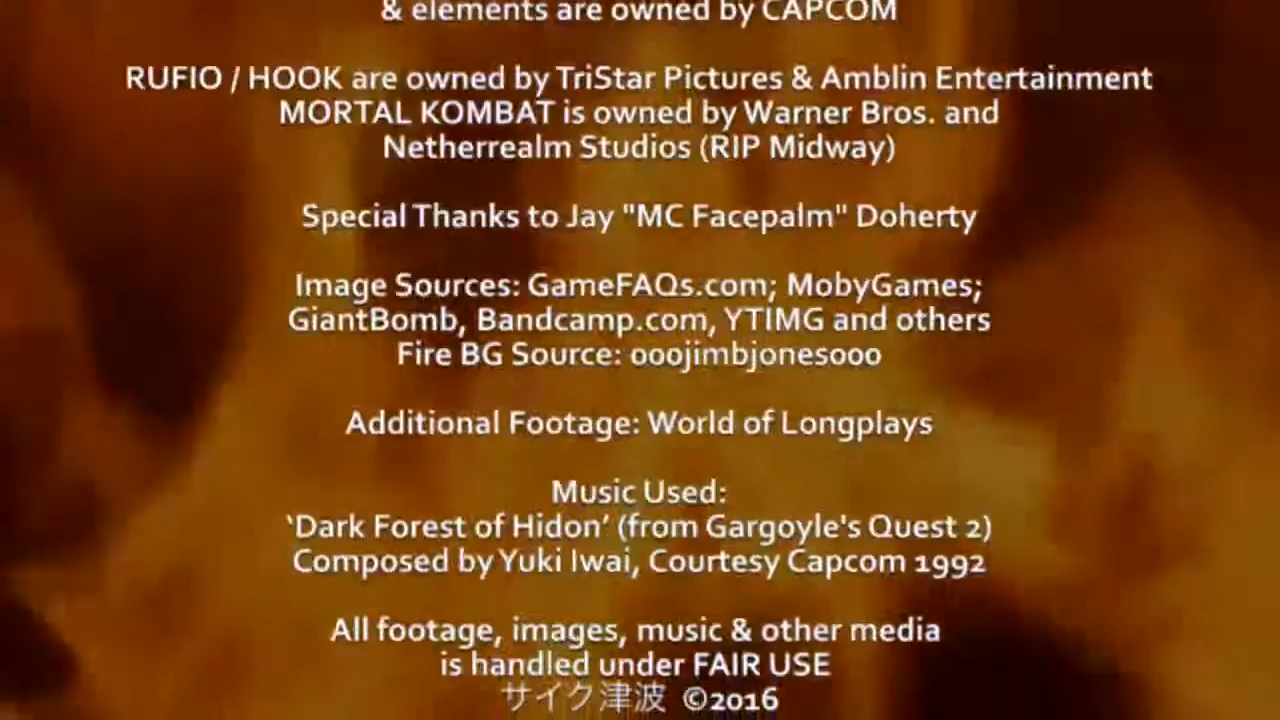 & elements are owned by CAPCOM
RUFIO / HOOK are owned by TriStar Pictures & Amblin Entertainment
MORTAL KOMBAT is owned by Warner Bros. and
Netherrealm Studios (RIP Midway)
Special Thanks to Jay "MC Facepalm" Doherty
Image Sources: GameFAQs.com; MobyGames;
GiantBomb, Bandcamp.com, YTIMG and others
Fire BG Source: ooojimbjonesooo
Additional Footage: World of Longplays
Music Used:
‘Dark Forest of Hidon’ (from Gargoyle's Quest 2)
Composed by Yuki Iwai, Courtesy Capcom 1992
All footage, images, music & other media
is handled under FAIR USE
サイク津波 ©2016